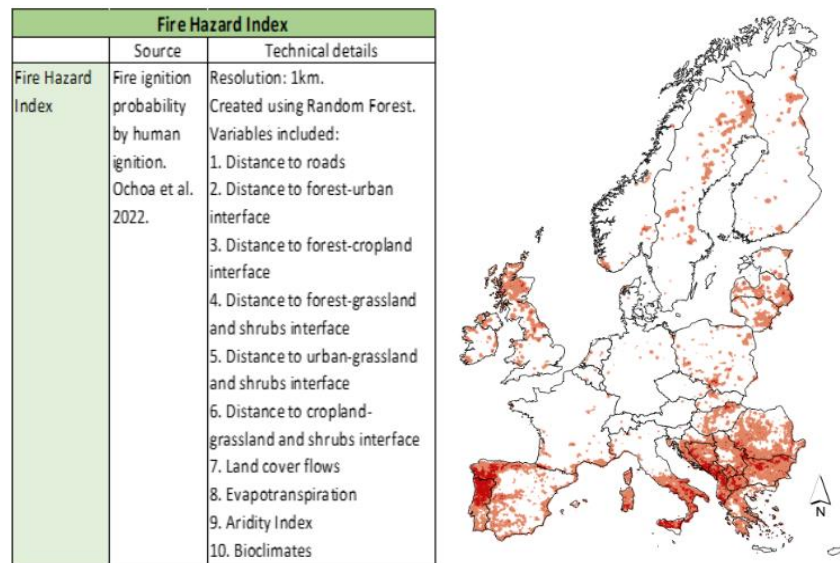 Fire Hazard Index
Source Technical details
Fire Hazard Index
Fire ignition probability by human ignition. Ochoa et al. 2022.
Resolution: 1km.
Created using Random Forest.
Variables included:
1. Distance to roads
2. Distance to forest-urban
interface
3. Distance to forest-cropland
interface
4. Distance to forest-grassland
and shrubs interface
5. Distance to urban-grassland
and shrubs interface
6. Distance to cropland-
grassland and shrubs interface
7. Land cover flows
8. Evapotranspiration
9. Aridity Index
10. Bioclimates
N